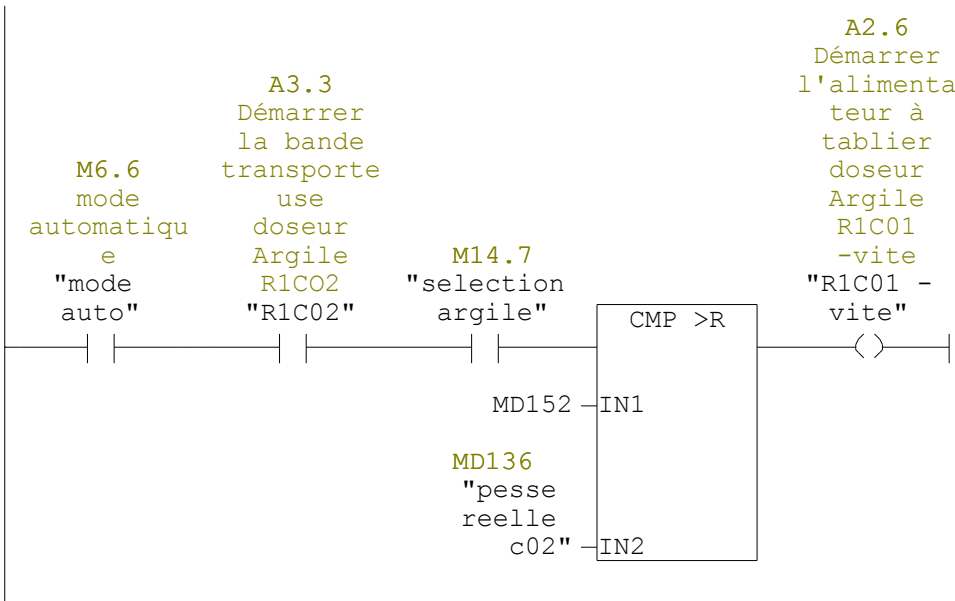 M6.6
mode
automatiqu
e
"mode
auto"
A3.3
Démarrer
la bande
transporte
use
doseur
Argile
R1CO2
"R1C02"
M14.7
"selection
argile"
CMP >R
MD152
IN1
MD136
"pesse
reelle
c02"
IN2
A2.6
Démarrer
l'alimenta
teur à
tablier
doseur
Argile
R1C01
-vite
"R1C01 -
vite"